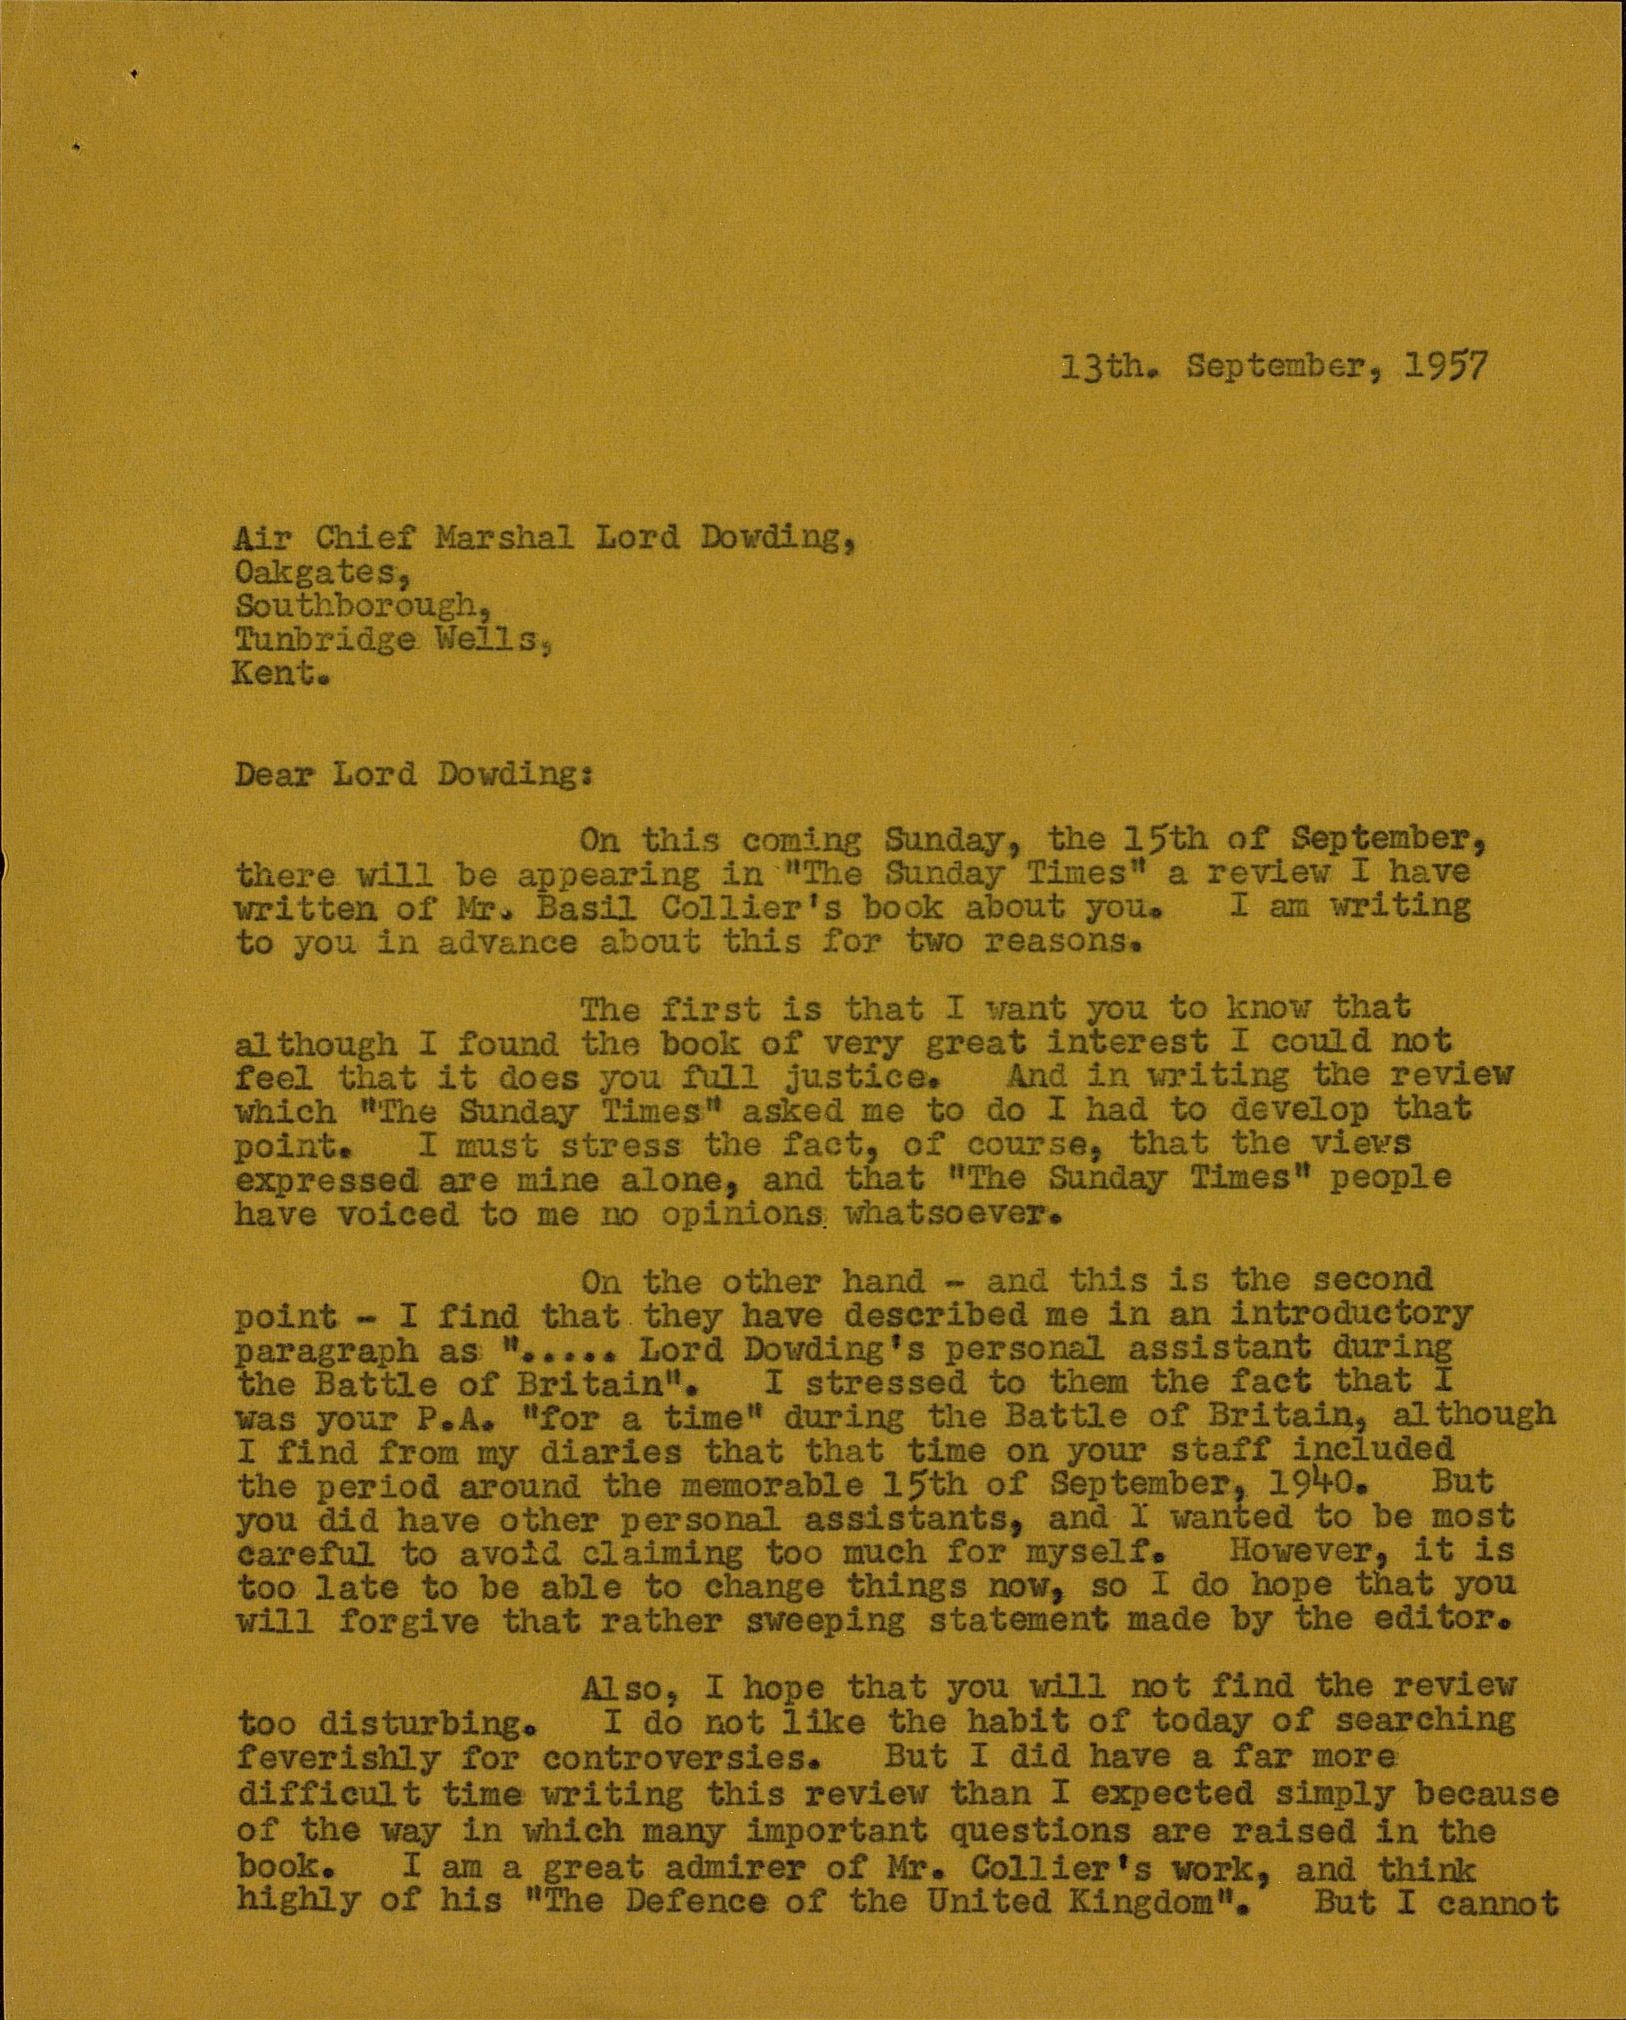 13th. September, 1957
Air Chief Marshal Lord Dowding,
Oakgates,
Southborough,
Tunbridge Wells,
Kent.
Dear Lord Dowding:
On this coming Sunday, the 15th of September,
there will be appearing in "The Sunday Times" a review I have
written of Mr. Basil Collier's book about you. I am writing
to you in advance about this for two reasons.
The first is that I want you to know that
although I found the book of very great interest I could not
feel that it does you full justice. And in writing the review
which "The Sunday Times" asked me to do I had to develop that
point. I must stress the fact, of course, that the views
expressed are mine alone, and that "The Sunday Times" people
have voiced to me no opinions whatsoever.
On the other hand - and this is the second
point - I find that they have described me in an introductory
paragraph as "..... Lord Dowding's personal assistant during
the Battle of Britain". I stressed to them the fact that I
was your P.A. "for a time" during the Battle of Britain, although
I find from my diaries that that time on your staff included
the period around the memorable 15th of September, 1940. But
you did have other personal assistants, and I wanted to be most
careful to avoid claiming too much for myself. However, it is
too late to be able to change things now, so I do hope that you
will forgive that rather sweeping statement made by the editor.
Also, I hope that you will not find the review
too disturbing. I do not like the habit of today of searching
feverishly for controversies. But I did have a far more
difficult time writing this review than I expected simply because
of the way in which many important questions are raised in the
book. I am a great admirer of Mr. Collier's work, and think
highly of his "The Defence of the United Kingdom". But I cannot